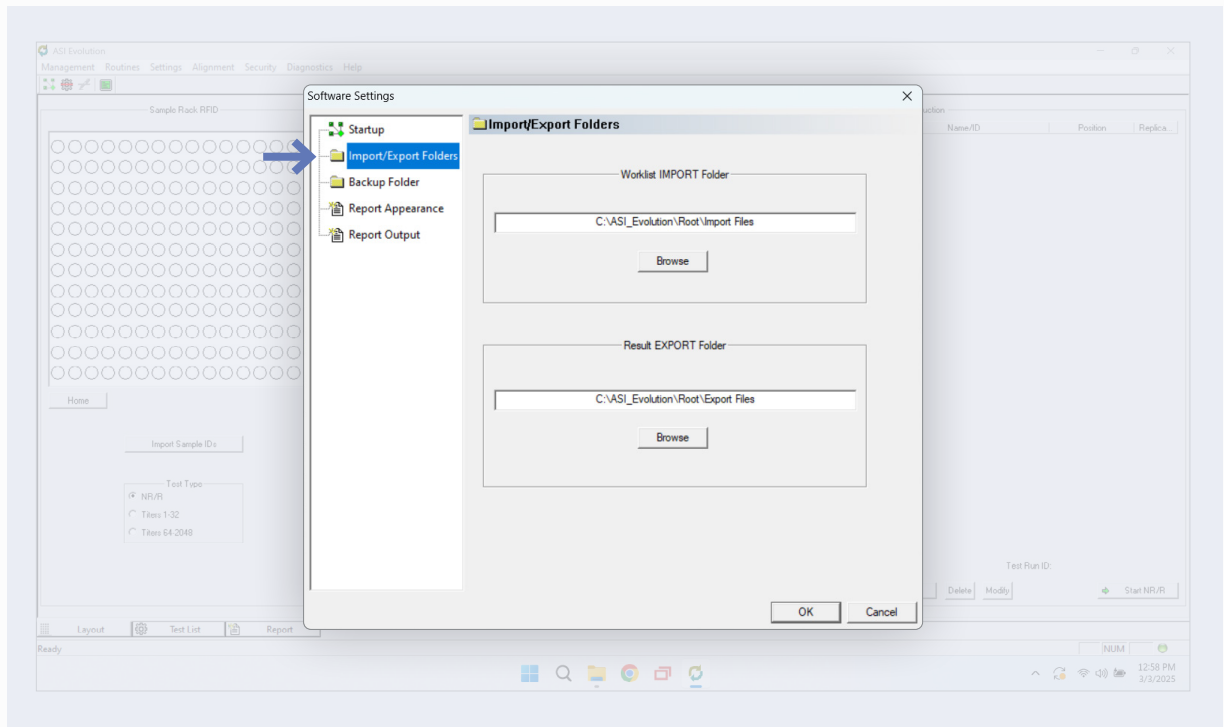 ASI Evolution
Management Routines Settings Alignment Security Diagnostics Help
Sample Rack RFID
Home
Import Sample IDs
Test Type
NR/R
Titers 1-32
Titers 64-2048
Software Settings
Startup
Import/Export Folders
Backup Folder
Report Appearance
Report Output
Import/Export Folders
Worklist IMPORT Folder
C:\ASI_Evolution\Root\Import Files
Browse
Result EXPORT Folder
C:\ASI_Evolution\Root\Export Files
Browse
OK Cancel
Name/ID Position Replica...
Test Run ID:
Delete Modify Start NR/R
Layout Test List Report
Ready
NUM
12:58 PM
3/3/2025